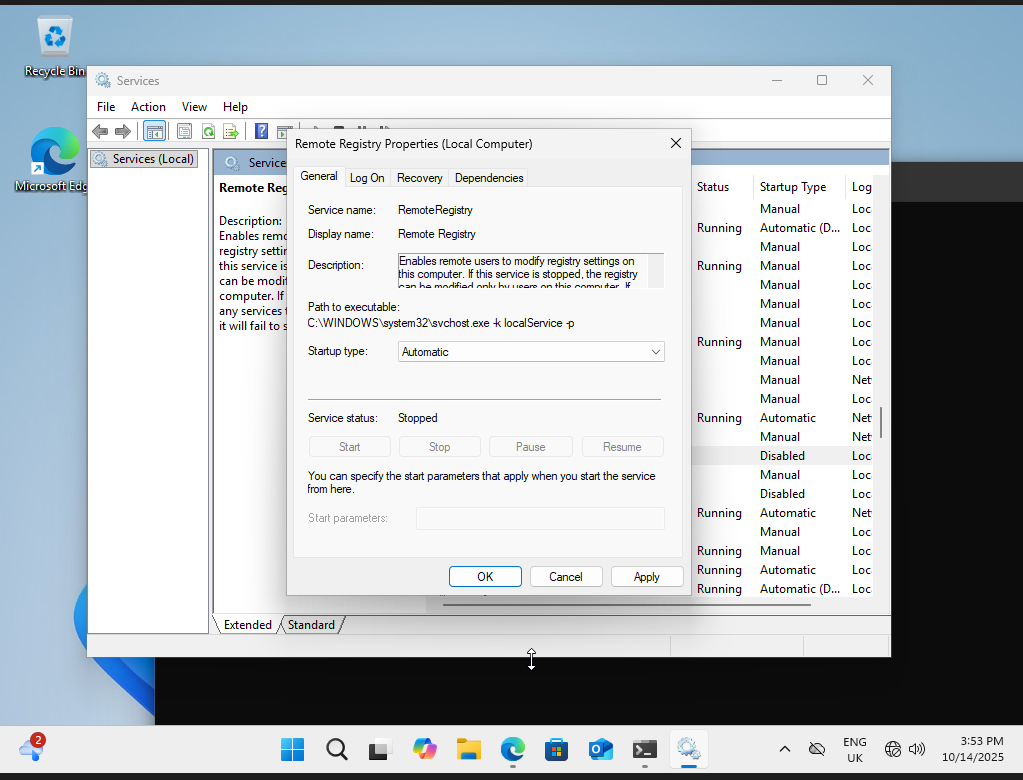 Recycle Bin
Microsoft Edg
Services
File Action View Help
Services (Local)
Service
Remote Reg
Description:
Enables remo
registry settin
this service is
can be modif
computer. If
any services t
it will fail to s
Status Startup Type Log
Manual Loc
Running Automatic (D... Loc
Manual Loc
Running Manual Loc
Manual Loc
Manual Loc
Manual Loc
Running Manual Loc
Manual Loc
Manual Net
Manual Loc
Running Automatic Net
Manual Net
Disabled Loc
Manual Loc
Disabled Loc
Running Automatic Net
Manual Loc
Running Manual Loc
Running Automatic Loc
Running Automatic (D... Loc
Extended Standard
Remote Registry Properties (Local Computer)
General Log On Recovery Dependencies
Service name: RemoteRegistry
Display name: Remote Registry
Description: Enables remote users to modify registry settings on
this computer. If this service is stopped, the registry
can be modified only by users on this computer. If
Path to executable:
C:\WINDOWS\system32\svchost.exe -k localService -p
Startup type: Automatic
Service status: Stopped
Start Stop Pause Resume
You can specify the start parameters that apply when you start the service
from here.
Start parameters:
OK Cancel Apply
2
ENG
UK
3:53 PM
10/14/2025